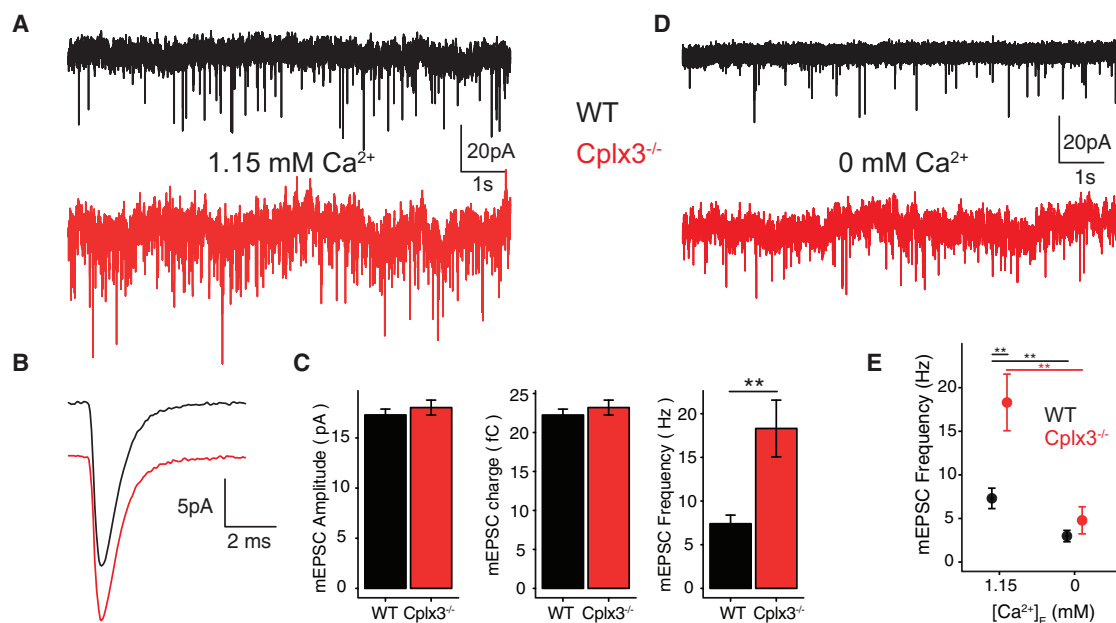 A
D
WT
Cplx3⁻/⁻
1.15 mM Ca²⁺
20pA
1s
0 mM Ca²⁺
20pA
1s
B
5pA
2 ms
C
mEPSC Amplitude ( pA )
15
10
5
0
WT Cplx3⁻/⁻
mEPSC charge ( fC )
25
20
15
10
5
0
WT Cplx3⁻/⁻
mEPSC Frequency ( Hz )
**
20
15
10
5
0
WT Cplx3⁻/⁻
E
mEPSC Frequency (Hz)
**
**
**
20
15
10
5
0
WT
Cplx3⁻/⁻
1.15 0
[Ca²⁺]E (mM)